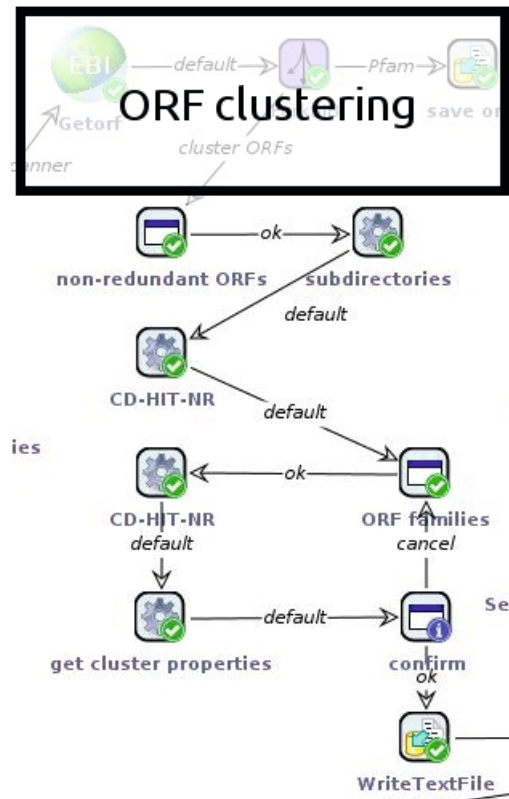 EBI
default
Pfam
ORF clustering
Getorf
save or
anner
cluster ORFs
ok
non-redundant ORFs
subdirectories
default
CD-HIT-NR
default
ies
ok
CD-HIT-NR
ORF families
default
cancel
default
Se
get cluster properties
confirm
ok
WriteTextFile